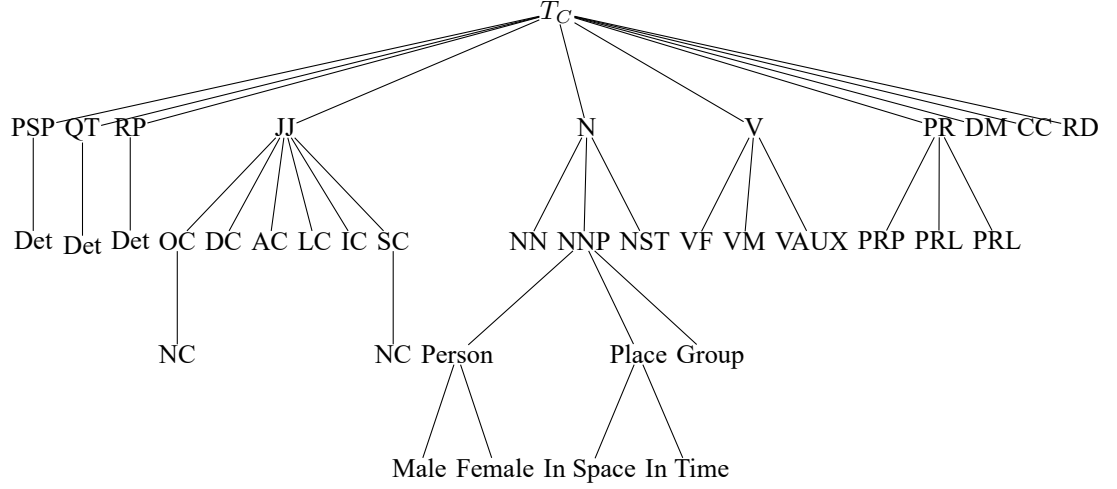 T_C
PSP QT RP JJ N V PR DM CC RD
Det Det Det OC DC AC LC IC SC NN NNP NST VF VM VAUX PRP PRL PRL
NC NC Person Place Group
Male Female In Space In Time